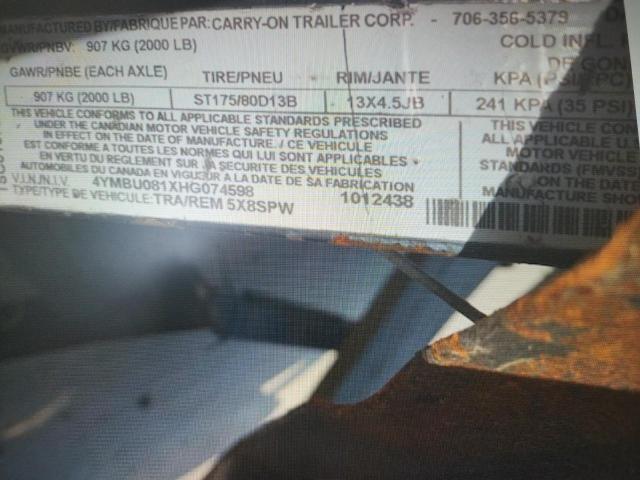 MANUFACTURED BY/FABRIQUE PAR: CARRY-ON TRAILER CORP. - 706-356-5379
GVWR/PNBV: 907 KG (2000 LB) COLD INFL.
GAWR/PNBE (EACH AXLE) TIRE/PNEU RIM/JANTE KPA (PSI/
907 KG (2000 LB) ST175/80D13B 13X4.5JB 241 KPA (35 PSI)
THIS VEHICLE CONFORMS TO ALL APPLICABLE STANDARDS PRESCRIBED
UNDER THE CANADIAN MOTOR VEHICLE SAFETY REGULATIONS
IN EFFECT ON THE DATE OF MANUFACTURE. / CE VEHICULE
EST CONFORME A TOUTES LES NORMES QUI LUI SONT APPLICABLES
EN VERTU DU REGLEMENT SUR LA SECURITE DES VEHICULES
AUTOMOBILES DU CANADA EN VIGUEUR A LA DATE DE SA FABRICATION
V.I.N./N.I.V. 4YMBU081XHG074598 1012438
TYPE/TYPE DE VEHICULE: TRA/REM 5X8SPW
THIS VEHICLE CON
ALL APPLICABLE
MOTOR VEHICLE
STANDARDS (FMVSS
ON THE DATE
MANUFACTURE SHO